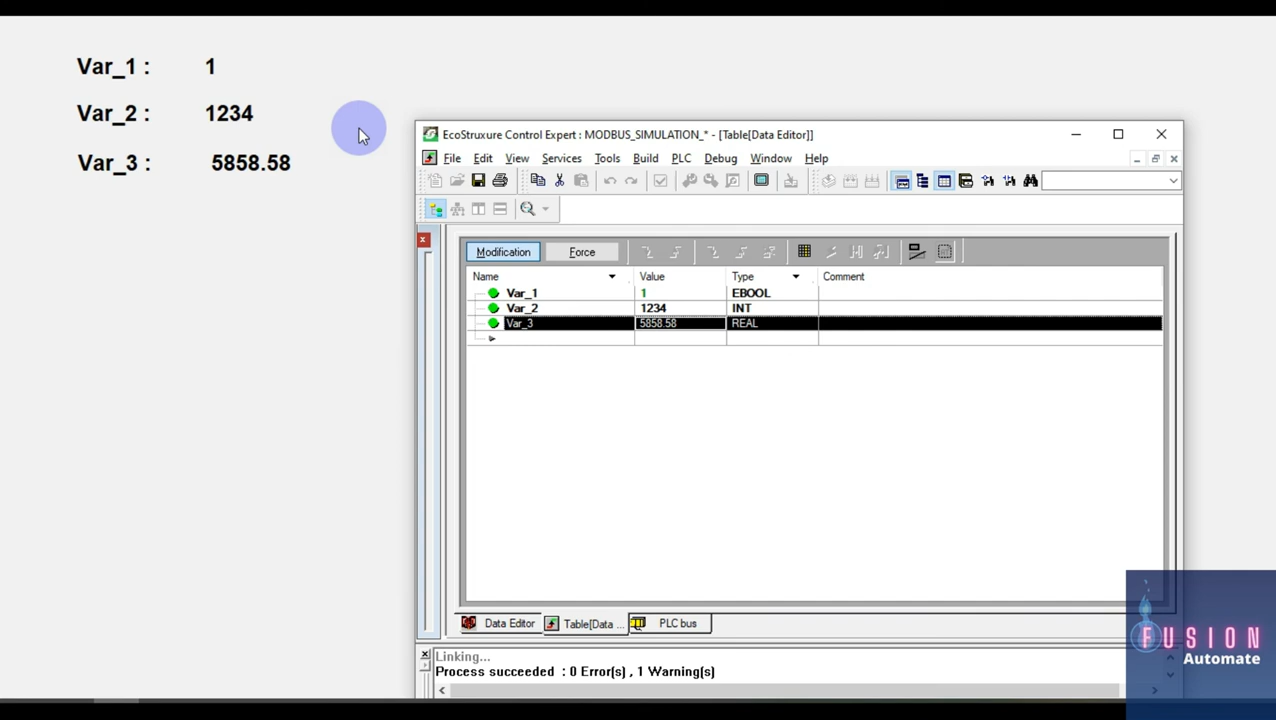 Var_1 : 1
Var_2 : 1234
Var_3 : 5858.58
EcoStruxure Control Expert : MODBUS_SIMULATION_* - [Table[Data Editor]]
File Edit View Services Tools Build PLC Debug Window Help
Modification Force
Name Value Type Comment
Var_1 1 EBOOL
Var_2 1234 INT
Var_3 5858.58 REAL
Data Editor Table[Data ... PLC bus
Linking...
Process succeeded : 0 Error(s) , 1 Warning(s)
FUSION
Automate